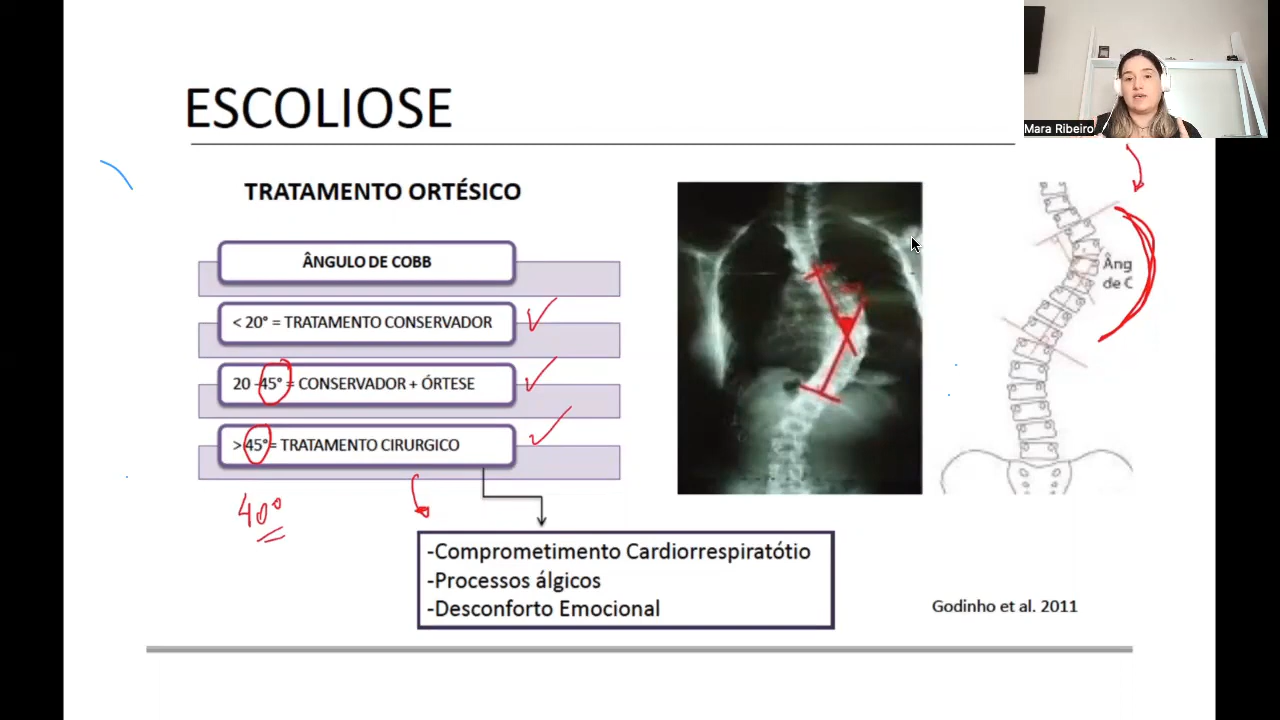 Mara Ribeiro
ESCOLIOSE
TRATAMENTO ORTÉSICO
ÂNGULO DE COBB
< 20° = TRATAMENTO CONSERVADOR
20 -45°= CONSERVADOR + ÓRTESE
> 45°= TRATAMENTO CIRURGICO
40°
Âng
de C
-Comprometimento Cardiorrespiratótio
-Processos álgicos
-Desconforto Emocional
Godinho et al. 2011